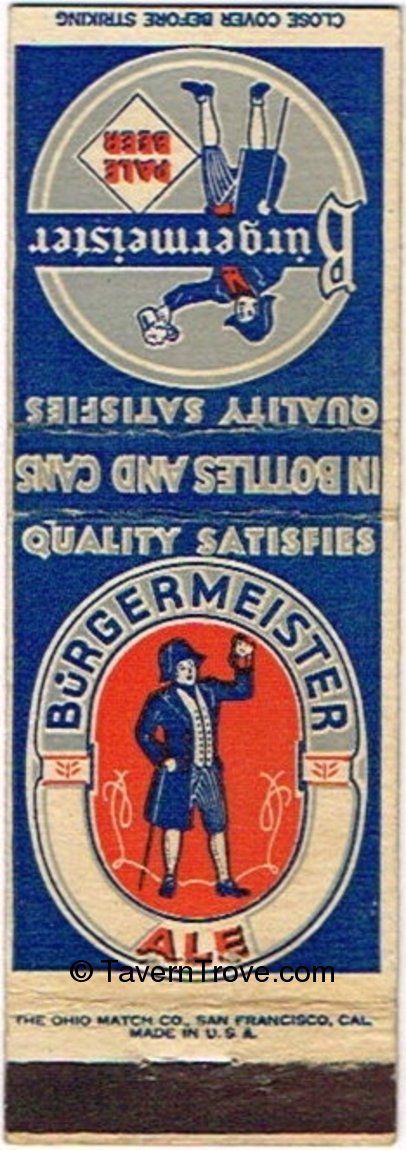 CLOSE COVER BEFORE STRIKING
PALE
BEER
Bürgermeister
QUALITY SATISFIES
IN BOTTLES AND CANS
QUALITY SATISFIES
BÜRGERMEISTER
ALE
© TavernTrove.com
THE OHIO MATCH CO., SAN FRANCISCO, CAL.
MADE IN U.S.A.